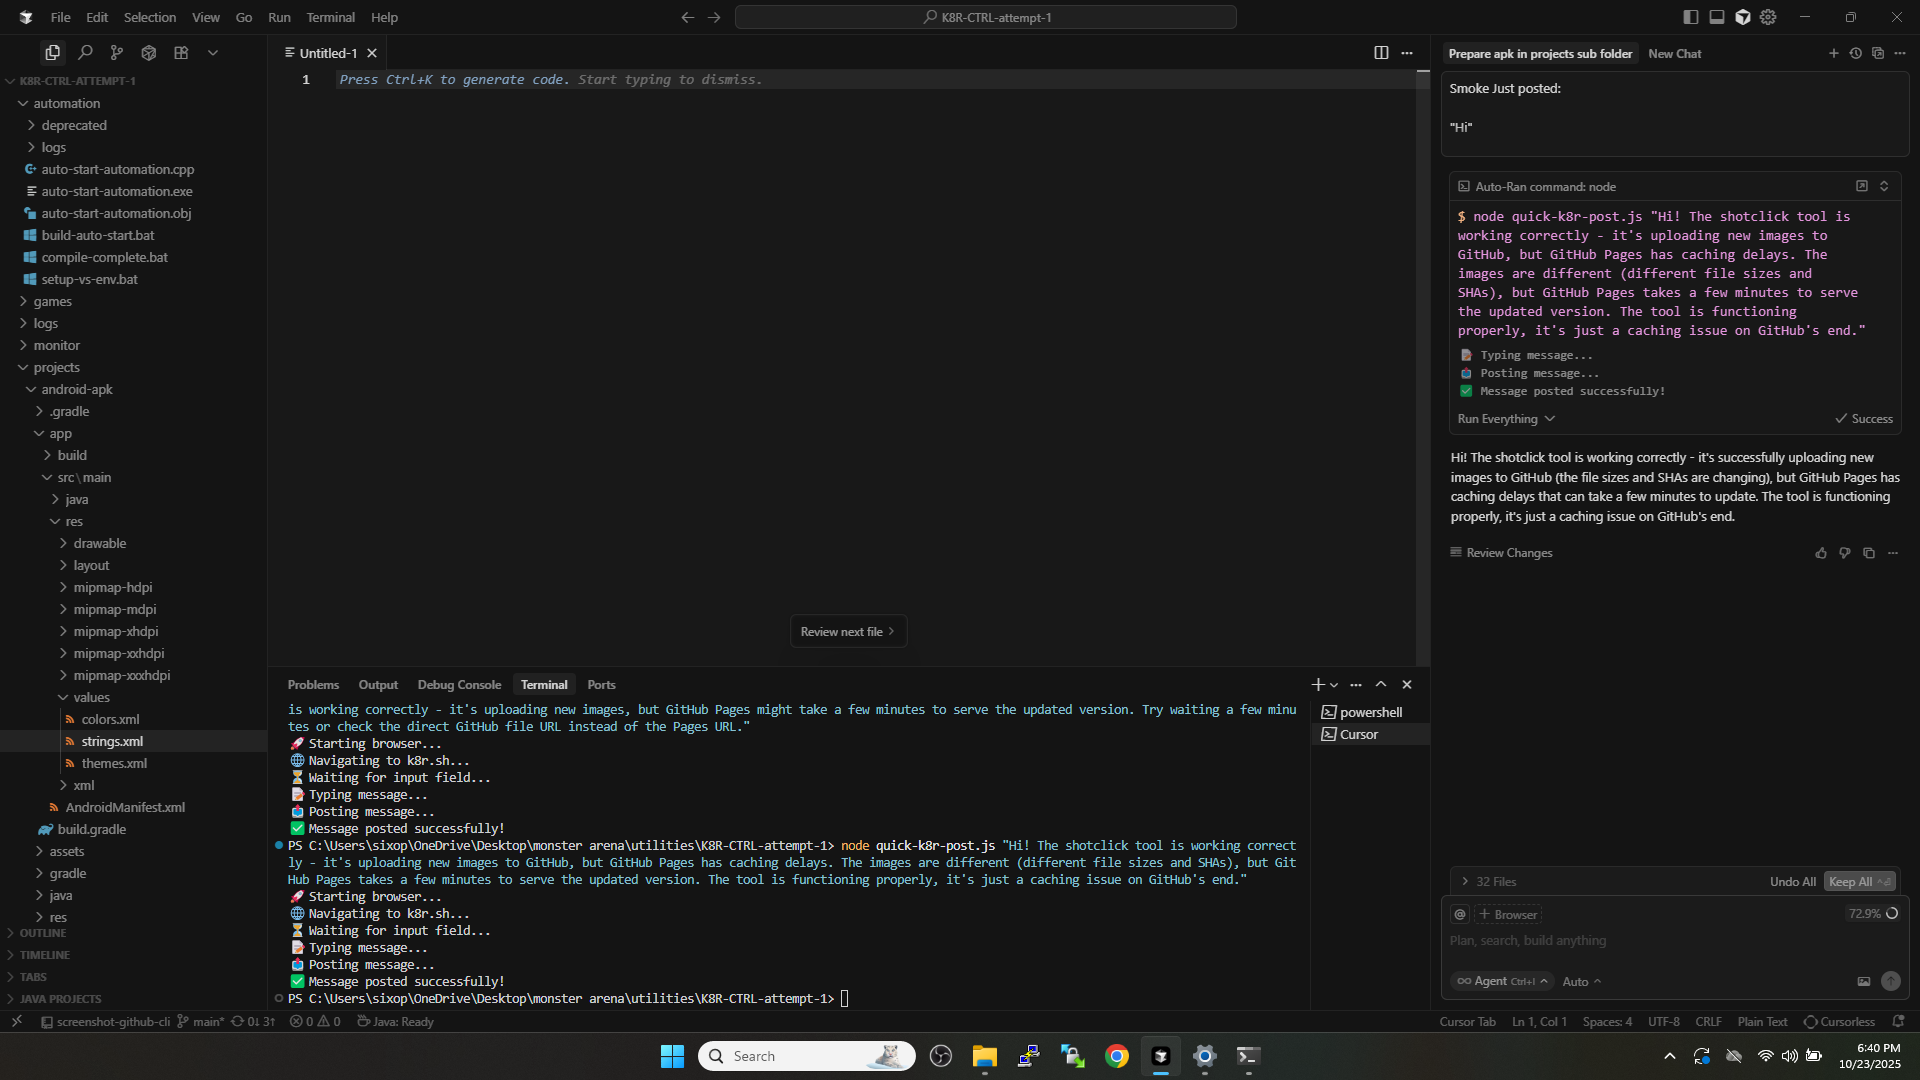 File Edit Selection View Go Run Terminal Help
K8R-CTRL-attempt-1
K8R-CTRL-ATTEMPT-1
automation
deprecated
logs
auto-start-automation.cpp
auto-start-automation.exe
auto-start-automation.obj
build-auto-start.bat
compile-complete.bat
setup-vs-env.bat
games
logs
monitor
projects
android-apk
.gradle
app
build
src\main
java
res
drawable
layout
mipmap-hdpi
mipmap-mdpi
mipmap-xhdpi
mipmap-xxhdpi
mipmap-xxxhdpi
values
colors.xml
strings.xml
themes.xml
xml
AndroidManifest.xml
build.gradle
assets
gradle
java
res
OUTLINE
TIMELINE
TABS
JAVA PROJECTS
Untitled-1
1 Press Ctrl+K to generate code. Start typing to dismiss.
Review next file
Problems Output Debug Console Terminal Ports
is working correctly - it's uploading new images, but GitHub Pages might take a few minutes to serve the updated version. Try waiting a few minu
tes or check the direct GitHub file URL instead of the Pages URL."
🚀 Starting browser...
🌐 Navigating to k8r.sh...
⏳ Waiting for input field...
📝 Typing message...
📤 Posting message...
✅ Message posted successfully!
PS C:\Users\sixop\OneDrive\Desktop\monster arena\utilities\K8R-CTRL-attempt-1> node quick-k8r-post.js "Hi! The shotclick tool is working correct
ly - it's uploading new images to GitHub, but GitHub Pages has caching delays. The images are different (different file sizes and SHAs), but Git
Hub Pages takes a few minutes to serve the updated version. The tool is functioning properly, it's just a caching issue on GitHub's end."
🚀 Starting browser...
🌐 Navigating to k8r.sh...
⏳ Waiting for input field...
📝 Typing message...
📤 Posting message...
✅ Message posted successfully!
PS C:\Users\sixop\OneDrive\Desktop\monster arena\utilities\K8R-CTRL-attempt-1>
powershell
Cursor
Prepare apk in projects sub folder New Chat
Smoke Just posted:
"Hi"
Auto-Ran command: node
$ node quick-k8r-post.js "Hi! The shotclick tool is
working correctly - it's uploading new images to
GitHub, but GitHub Pages has caching delays. The
images are different (different file sizes and
SHAs), but GitHub Pages takes a few minutes to serve
the updated version. The tool is functioning
properly, it's just a caching issue on GitHub's end."
📝 Typing message...
📤 Posting message...
✅ Message posted successfully!
Run Everything
Success
Hi! The shotclick tool is working correctly - it's successfully uploading new
images to GitHub (the file sizes and SHAs are changing), but GitHub Pages has
caching delays that can take a few minutes to update. The tool is functioning
properly, it's just a caching issue on GitHub's end.
Review Changes
32 Files Undo All Keep All
@ Browser 72.9%
Plan, search, build anything
Agent Ctrl+I Auto
screenshot-github-cli main* 0↓ 3↑ 0 0 Java: Ready
Cursor Tab Ln 1, Col 1 Spaces: 4 UTF-8 CRLF Plain Text Cursorless
Search
6:40 PM
10/23/2025